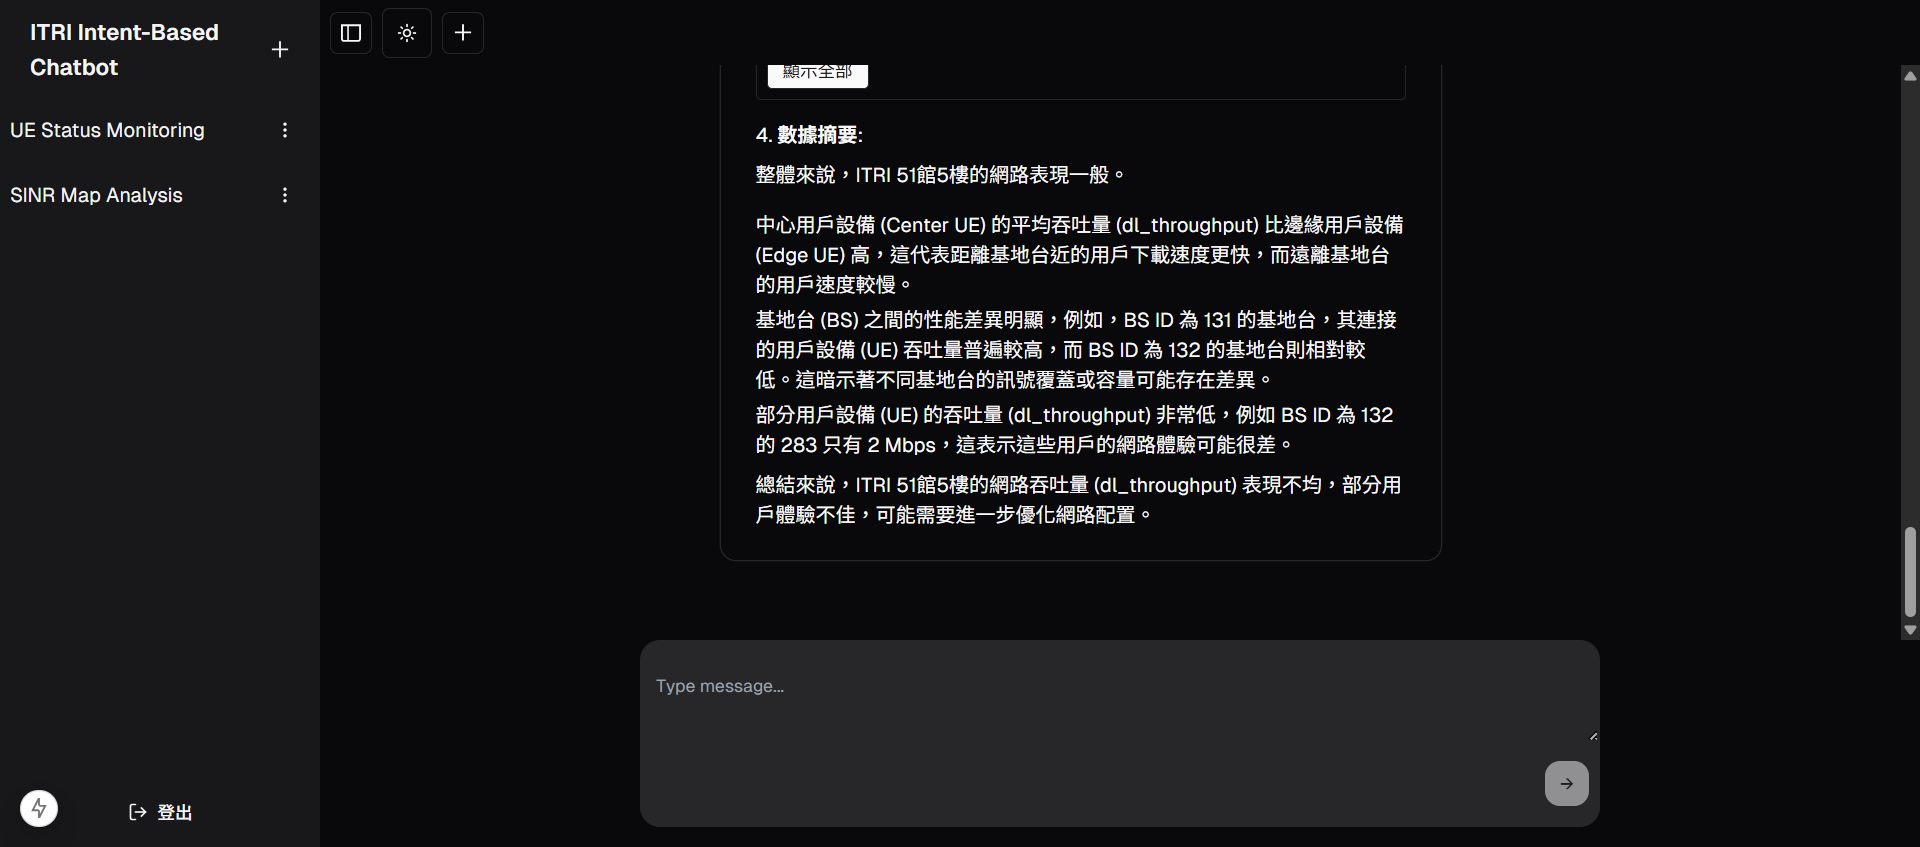 ITRI Intent-Based
Chatbot
UE Status Monitoring
SINR Map Analysis
登出
顯示全部
4. 數據摘要:
整體來說，ITRI 51館5樓的網路表現一般。
中心用戶設備 (Center UE) 的平均吞吐量 (dl_throughput) 比邊緣用戶設備
(Edge UE) 高，這代表距離基地台近的用戶下載速度更快，而遠離基地台
的用戶速度較慢。
基地台 (BS) 之間的性能差異明顯，例如，BS ID 為 131 的基地台，其連接
的用戶設備 (UE) 吞吐量普遍較高，而 BS ID 為 132 的基地台則相對較
低。這暗示著不同基地台的訊號覆蓋或容量可能存在差異。
部分用戶設備 (UE) 的吞吐量 (dl_throughput) 非常低，例如 BS ID 為 132
的 283 只有 2 Mbps，這表示這些用戶的網路體驗可能很差。
總結來說，ITRI 51館5樓的網路吞吐量 (dl_throughput) 表現不均，部分用
戶體驗不佳，可能需要進一步優化網路配置。
Type message...